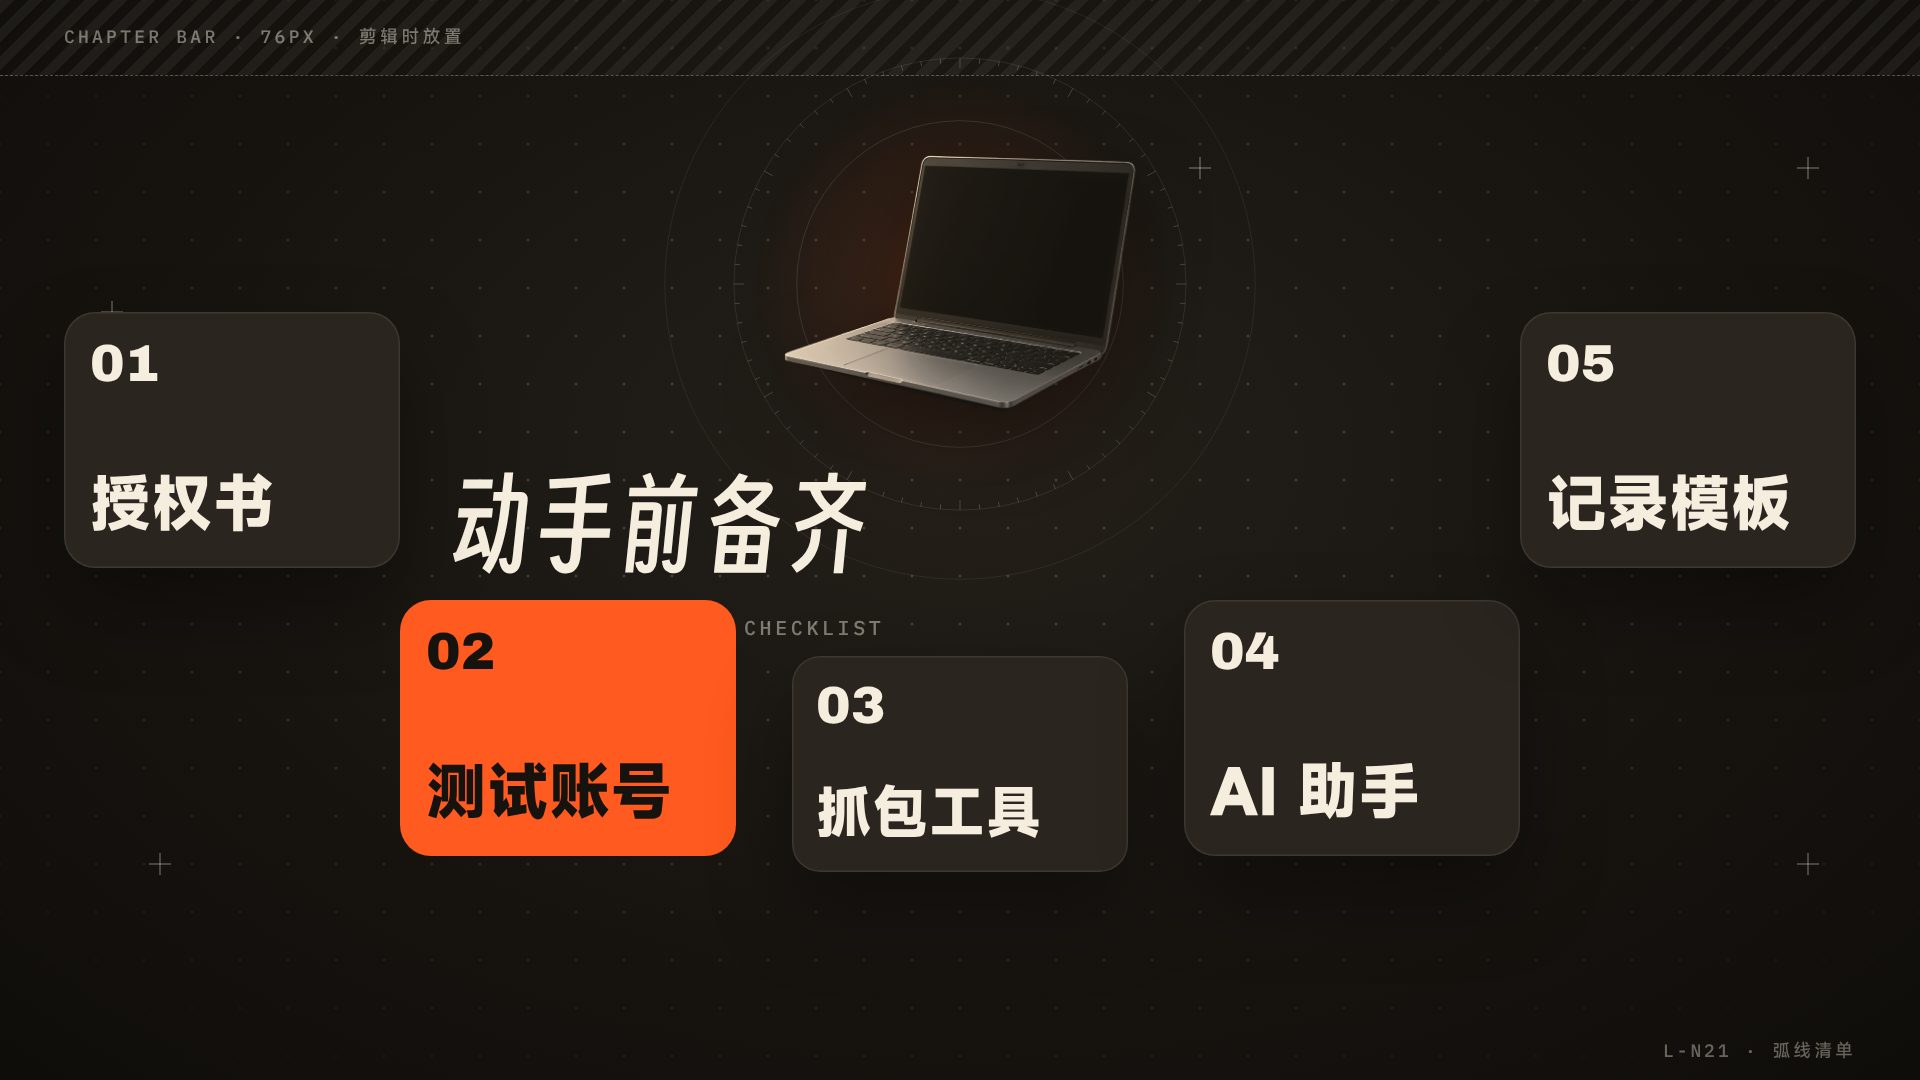 CHAPTER BAR · 76PX · 剪辑时放置
01
授权书
动手前备齐
CHECKLIST
02
测试账号
03
抓包工具
04
AI 助手
05
记录模板
L-N21 · 弧线清单